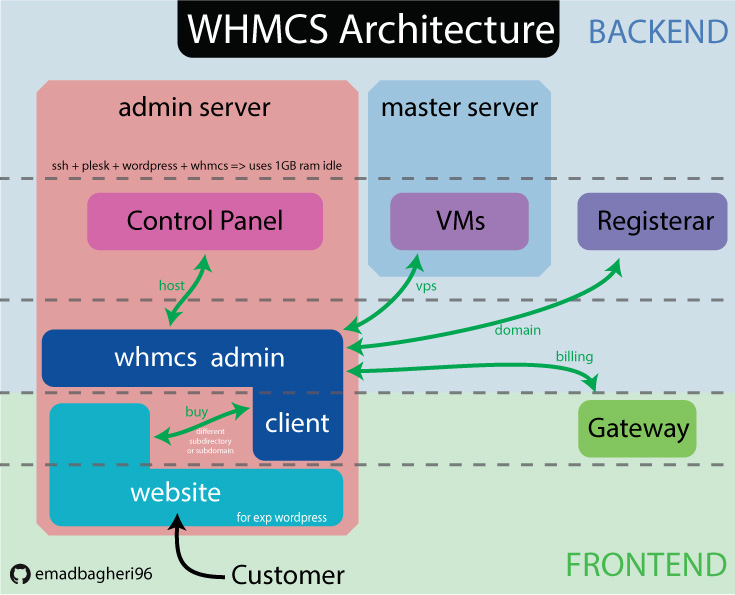 WHMCS Architecture
BACKEND
admin server
master server
ssh + plesk + wordpress + whmcs => uses 1GB ram idle
Control Panel
VMs
Registerar
host
vps
domain
whmcs admin
billing
buy
different
subdirectory
or subdomain
client
Gateway
website
for exp wordpress
FRONTEND
emadbagheri96
Customer